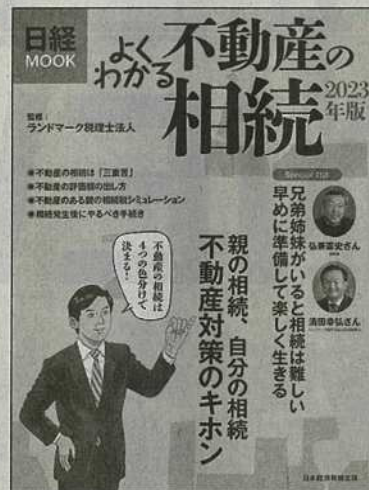 日経
MOOK
よく
わかる
不動産の
相続
2023
年版
監修：
ランドマーク税理士法人
●不動産の相続は「三重苦」
●不動産の評価額の出し方
●不動産のある親の相続税シミュレーション
●相続発生後にやるべき手続き
不動産の相続は
4つの色分けで
決まる！
親の相続、自分の相続
不動産対策のキホン
兄弟姉妹がいると相続は難しい
早めに準備して楽しく生きる
弘兼憲史さん
清田幸弘さん
日本経済新聞出版